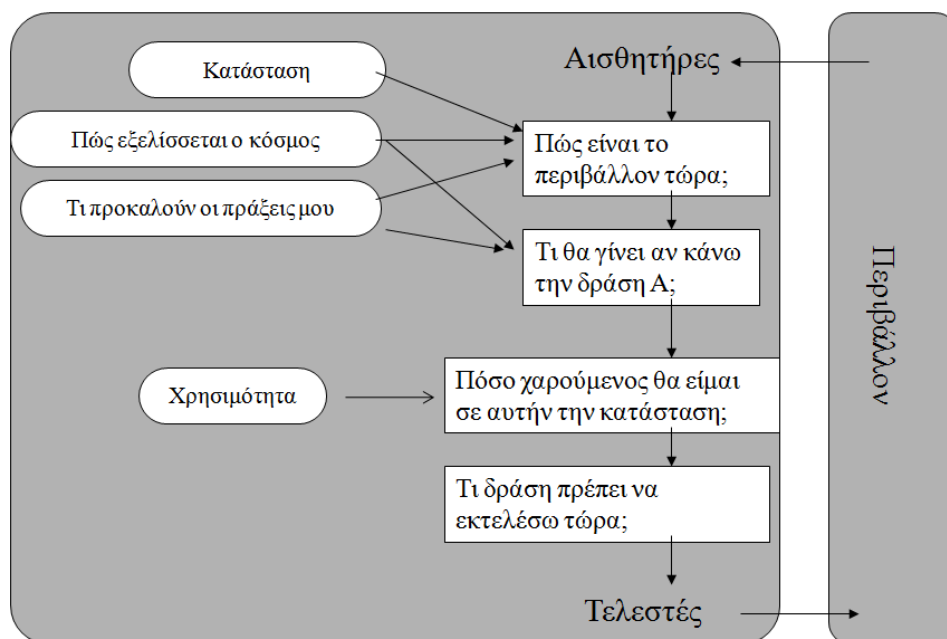 Αισθητήρες
Κατάσταση
Πώς εξελίσσεται ο κόσμος
Τι προκαλούν οι πράξεις μου
Πώς είναι το
περιβάλλον τώρα;
Τι θα γίνει αν κάνω
την δράση Α;
Χρησιμότητα
Πόσο χαρούμενος θα είμαι
σε αυτήν την κατάσταση;
Τι δράση πρέπει να
εκτελέσω τώρα;
Τελεστές
Περιβάλλον